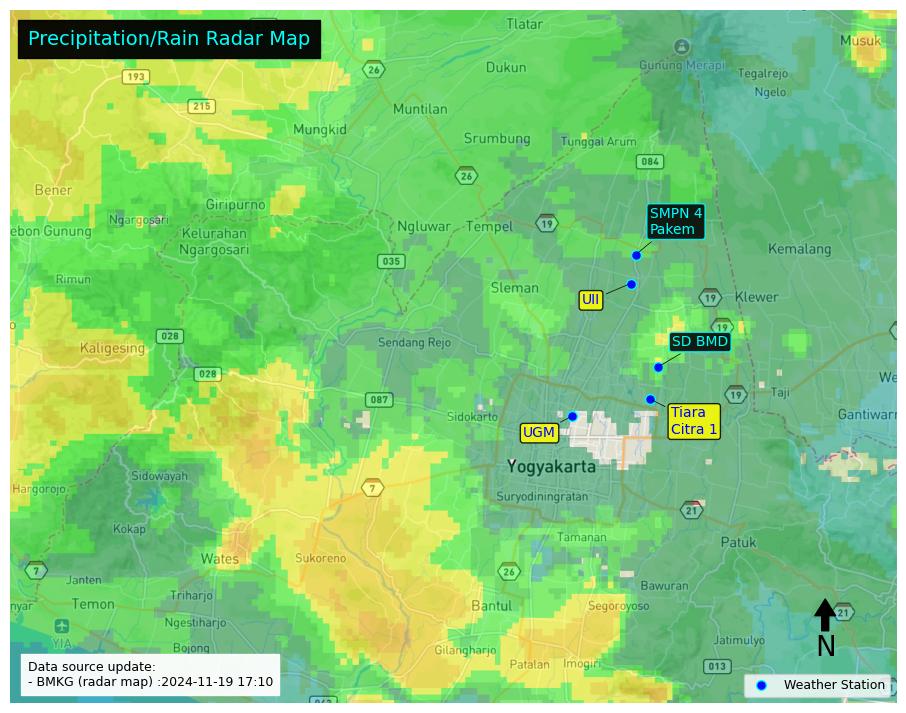 Precipitation/Rain Radar Map
Tlatar
26
Dukun
Gunung Merapi
Musuk
Tegalrejo
Ngelo
193
215
Muntilan
Mungkid
Srumbung
Tunggal Arum
084
26
Bener
Giripurno
Ngargosari
ebon Gunung
Kelurahan
Ngargosari
Ngluwar
Tempel
19
SMPN 4
Pakem
Kemalang
035
Rimun
Sleman
UII
19
Klewer
028
Kaligesing
Sendang Rejo
19
SD BMD
028
087
Sidokarto
19
Taji
We
Gantiwarn
Tiara
Citra 1
UGM
Yogyakarta
Sidowayah
Hargorojo
7
Suryodiningratan
Kokap
21
Tamanan
Patuk
Wates
Sukoreno
7
26
Janten
Bawuran
Temon
Triharjo
nyar
Bantul
Segoroyoso
21
Ngestiharjo
YIA
Bojong
N
Jatimulyo
Gilangharjo
Patalan
Imogiri
013
Data source update:
- BMKG (radar map) :2024-11-19 17:10
Weather Station